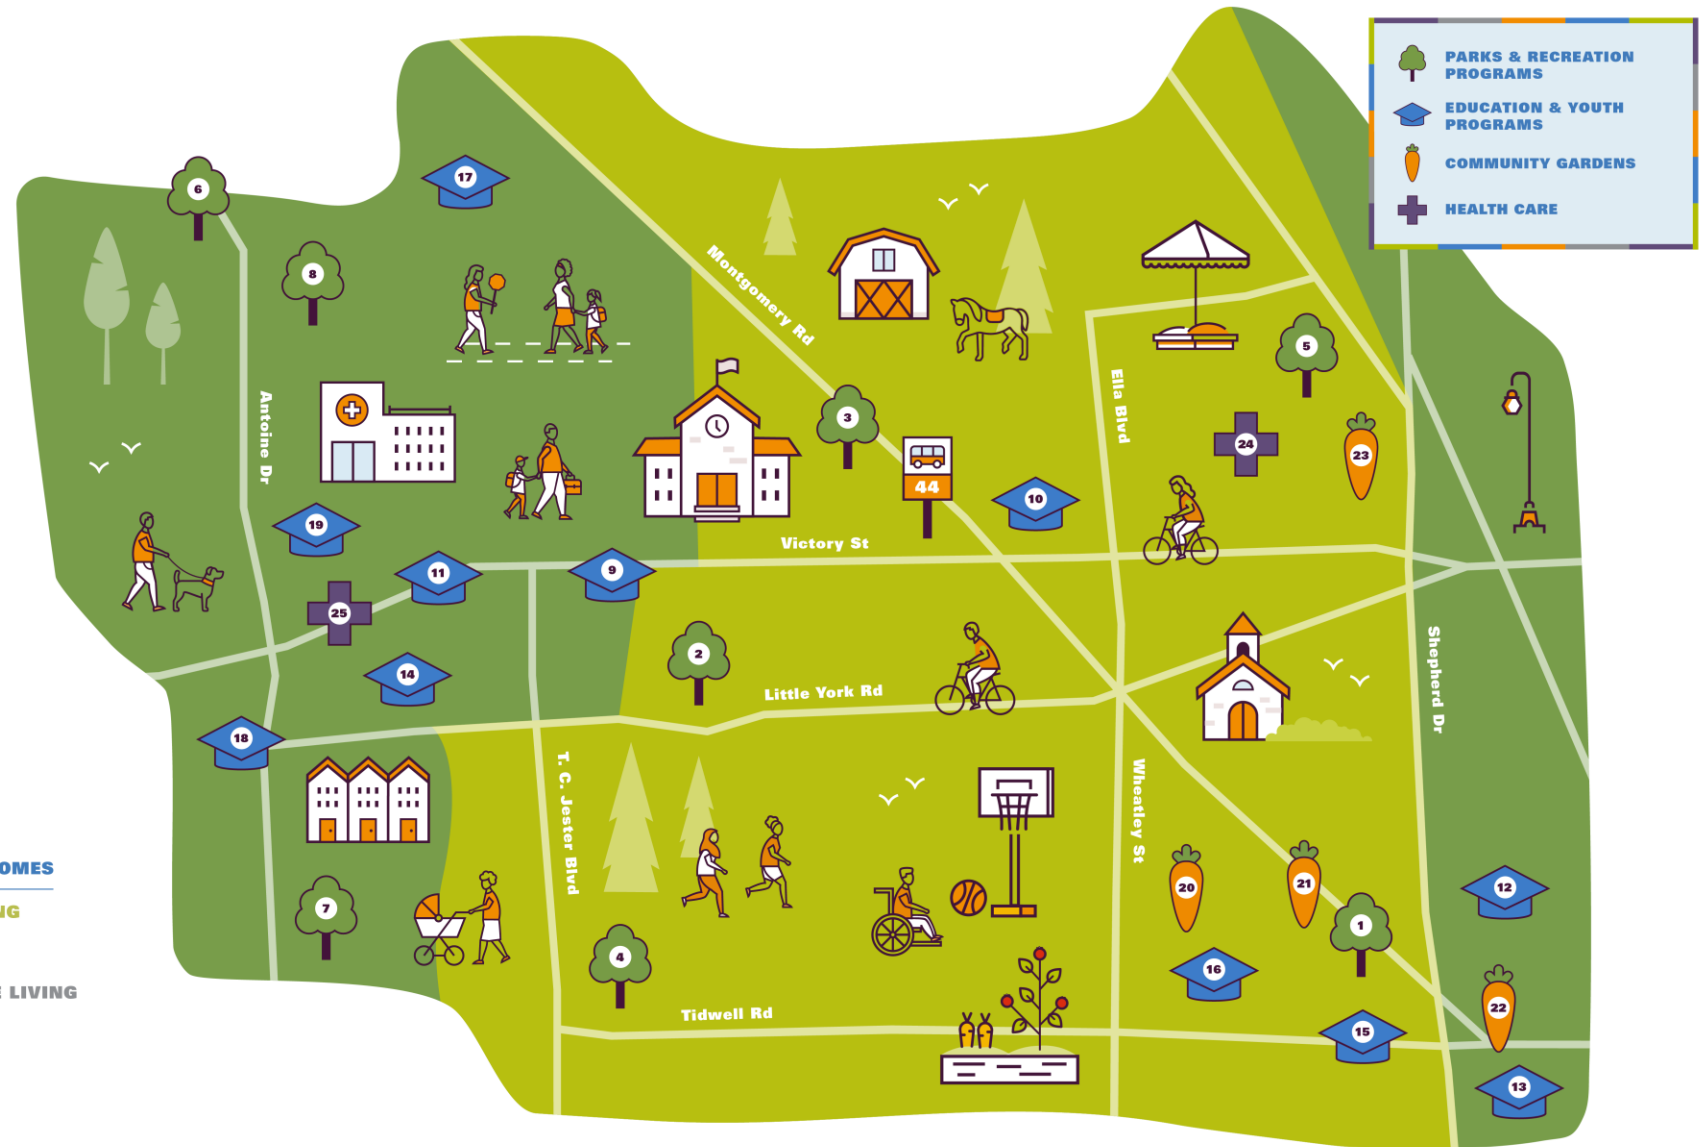 PARKS & RECREATION
PROGRAMS
EDUCATION & YOUTH
PROGRAMS
COMMUNITY GARDENS
HEALTH CARE
17
6
8
Montgomery Rd
5
Ella Blvd
Antoine Dr
3
24
23
44
10
19
Victory St
9
11
25
Shepherd Dr
2
14
Little York Rd
18
T. C. Jester Blvd
Wheatley St
OMES
21
20
12
7
NG
1
4
16
E LIVING
22
Tidwell Rd
15
13